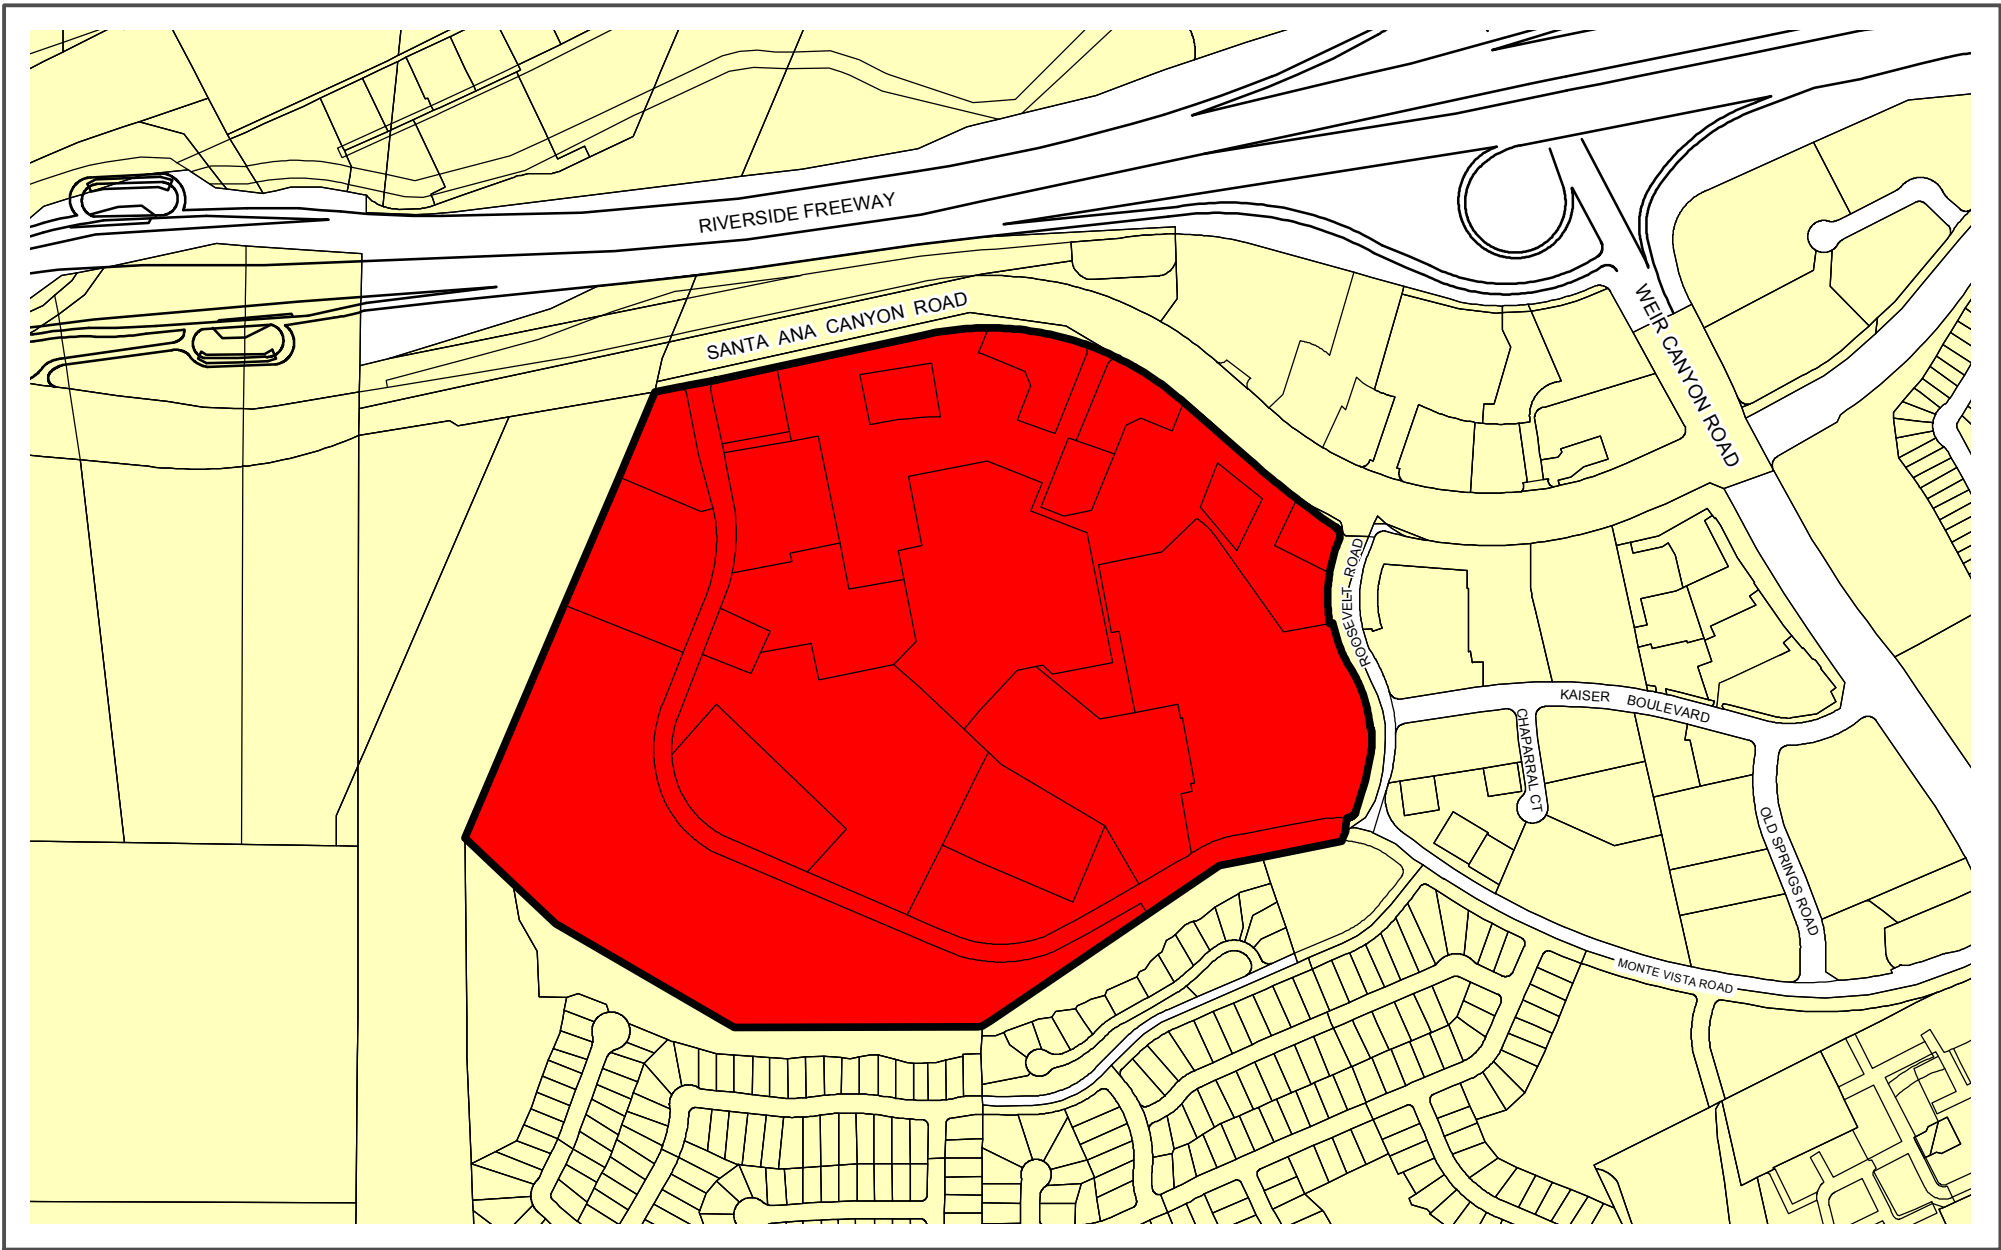 RIVERSIDE FREEWAY
SANTA ANA CANYON ROAD
WEIR CANYON ROAD
ROOSEVELT ROAD
KAISER BOULEVARD
CHAPARRAL CT
OLD SPRINGS ROAD
MONTE VISTA ROAD